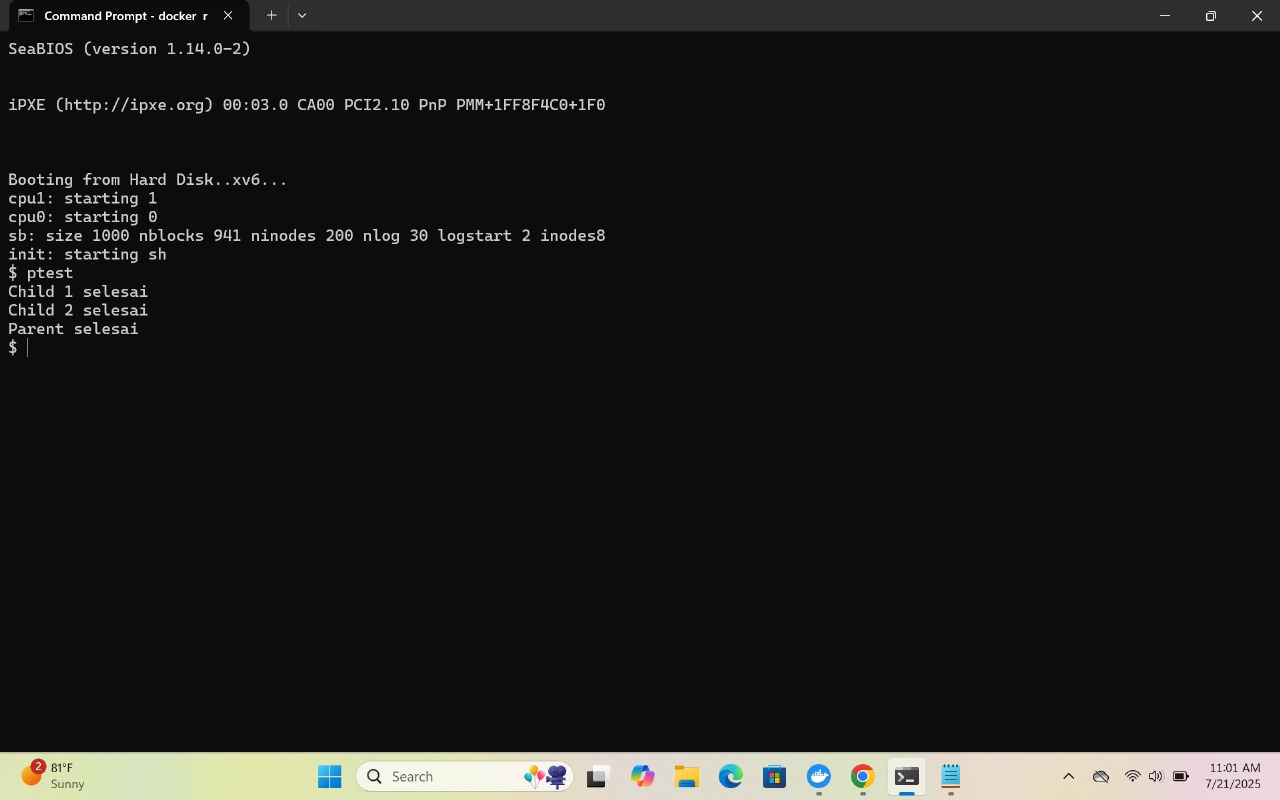 Command Prompt - docker r
SeaBIOS (version 1.14.0-2)
iPXE (http://ipxe.org) 00:03.0 CA00 PCI2.10 PnP PMM+1FF8F4C0+1F0
Booting from Hard Disk..xv6...
cpu1: starting 1
cpu0: starting 0
sb: size 1000 nblocks 941 ninodes 200 nlog 30 logstart 2 inodes8
init: starting sh
$ ptest
Child 1 selesai
Child 2 selesai
Parent selesai
$
2
81°F
Sunny
Search
11:01 AM
7/21/2025